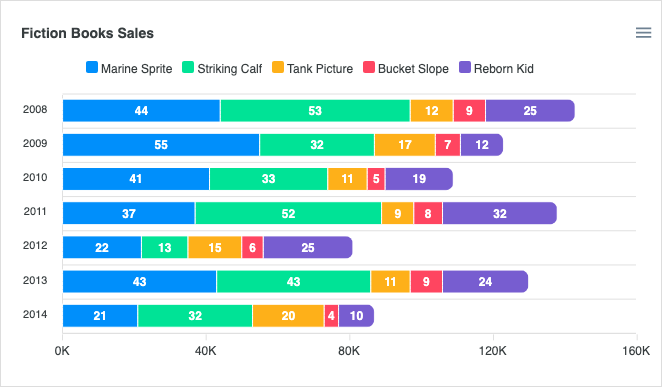 Fiction Books Sales
Marine Sprite Striking Calf Tank Picture Bucket Slope Reborn Kid
2008 44 53 12 9 25
2009 55 32 17 7 12
2010 41 33 11 5 19
2011 37 52 9 8 32
2012 22 13 15 6 25
2013 43 43 11 9 24
2014 21 32 20 4 10
0K 40K 80K 120K 160K